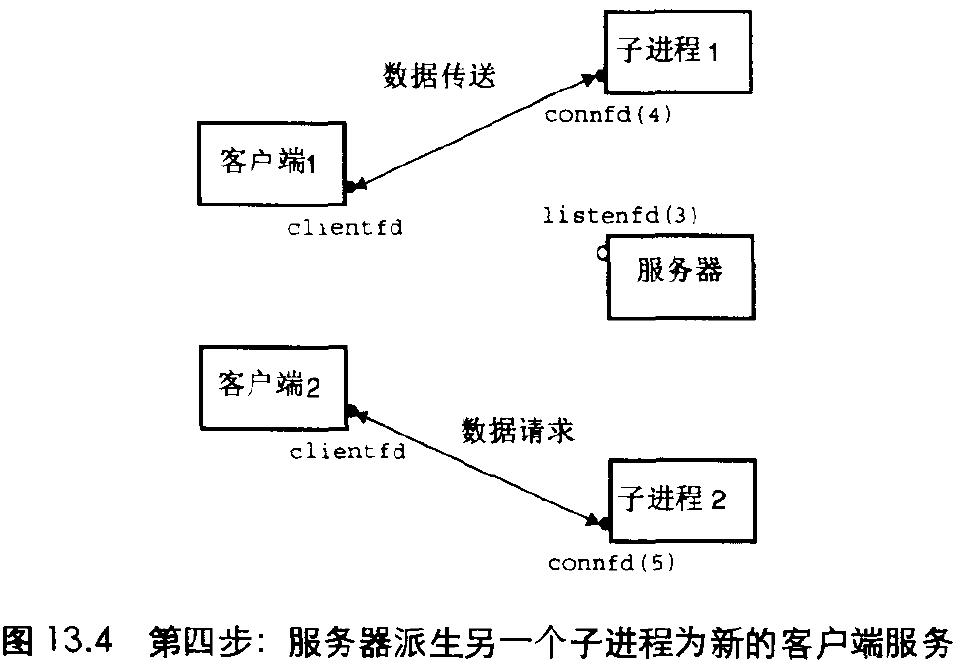 子进程1
数据传送
connfd(4)
客户端1
clientfd
listenfd(3)
服务器
客户端2
数据请求
clientfd
子进程2
connfd(5)
图 13.4 第四步：服务器派生另一个子进程为新的客户端服务